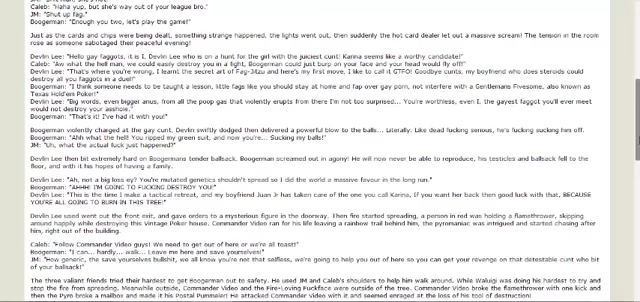 Caleb: "Haha yup, but she's way out of your league bro."
JM: "Shut up fag."
Boogerman: "Enough you two, let's play the game!"
Just as the cards and chips were being dealt, something strange happened, the lights went out, then suddenly the hot card dealer let out a massive scream! The tension in the room
rose as someone sabotaged their peaceful evening!
Devlin Lee: "Hello gay faggots, it is I, Devlin Lee who is on a hunt for the girl with the juiciest cunt! Karina seems like a worthy candidate!"
Caleb: "Aw what the hell man, we could easily destroy you in a fight, Boogerman could just burp on your face and your head would fly off!"
Devlin Lee: "That's where you're wrong, I learnt the secret art of Fag-Jitzu and here's my first move, I like to call it GTFO! Goodbye cunts, my boyfriend who does steroids could
destroy all you faggots in a duel!"
Boogerman: "I think someone needs to be taught a lesson, little fags like you should stay at home and fap over gay porn, not interfere with a Gentlemans Fivesome, also known as
Texas Hold'em Poker!"
Devlin Lee: "Big words, even bigger anus, from all the poop gas that violently erupts from there I'm not too surprised... You're worthless, even I, the gayest faggot you'll ever meet
would not destroy your asshole."
Boogerman: "That's it! I've had it with you!"
Boogerman violently charged at the gay cunt, Devlin swiftly dodged then delivered a powerful blow to the balls... Literally. Like dead fucking serious, he's fucking sucking him off.
Boogerman: "Ahh what the hell? You ripped my green suit, and now you're... Sucking my balls!"
JM: "Uh, what the actual fuck just happened?"
Devlin Lee then bit extremely hard on Boogermans tender ballsack. Boogerman screamed out in agony! He will now never be able to reproduce, his testicles and ballsack fell to the
floor, and with it his hopes of having a family.
Devlin Lee: "Ah, not a big loss ey? You're mutated genetics shouldn't spread so I did the world a massive favour in the long run."
Boogerman: "AHHH! I'M GOING TO FUCKING DESTROY YOU!"
Devlin Lee: "This is the time I make a tactical retreat, and my boyfriend Juan Jr has taken care of the one you call Karina, If you want her back then good luck with that, BECAUSE
YOU'RE ALL GOING TO BURN IN THIS TREE!"
Devlin Lee used went out the front exit, and gave orders to a mysterious figure in the doorway. Then fire started spreading, a person in red was holding a flamethrower, skipping
around happily while destroying this Vintage Poker house. Commander Video ran for his life leaving a rainbow trail behind him, the pyromaniac was intrigued and started chasing after
him, right out of the building.
Caleb: "Follow Commander Video guys! We need to get out of here or we're all toast!"
Boogerman: "I can... hardly... walk... Leave me here and save yourselves!"
JM: "How generic, the save yourselves bullshit, we all know you're not that selfless, we're going to help you out of here so you can get your revenge on that detestable cunt who bit
of your ballsack!"
The three valiant friends tried their hardest to get Boogerman out to safety. He used JM and Caleb's shoulders to help him walk around. While Waluigi was doing his hardest to try and
stop the fire from spreading. Meanwhile outside, Commander Video and the Fire-Loving Fuckface were outside of the tree. Commander Video broke the flamethrower with one kick and
then the Pyro broke a mailbox and made it his Postal Pummeler! He attacked Commander Video with it and seemed enraged at the loss of his tool of destruction!